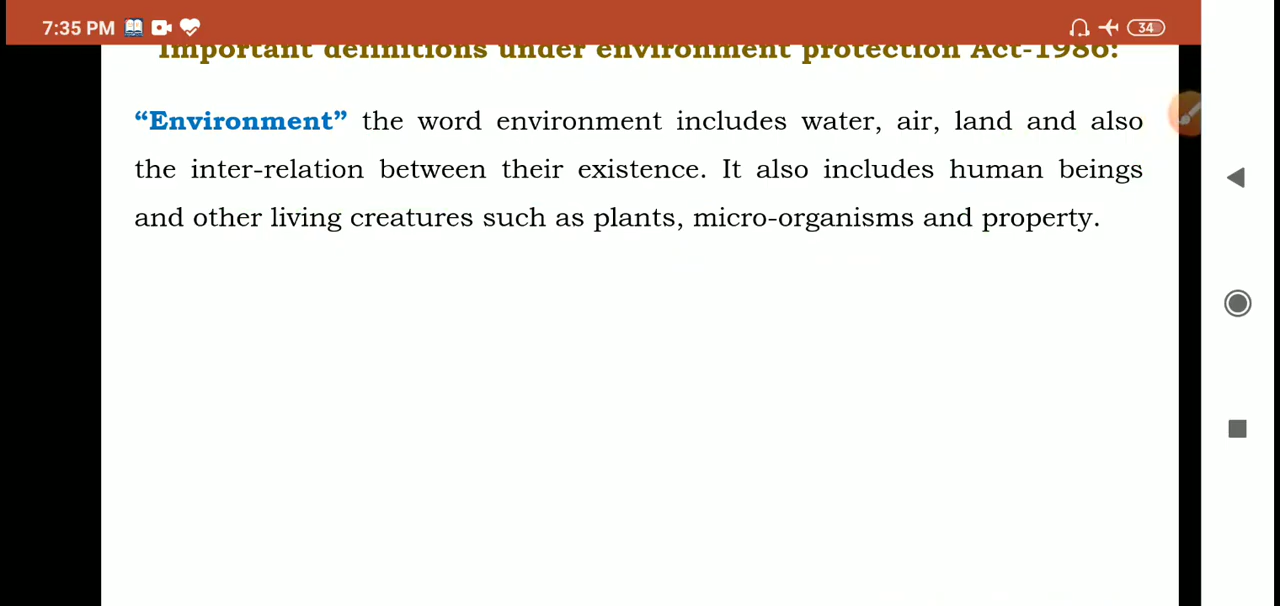 7:35 PM
34
Important definitions under environment protection Act-1986:
“Environment” the word environment includes water, air, land and also
the inter-relation between their existence. It also includes human beings
and other living creatures such as plants, micro-organisms and property.